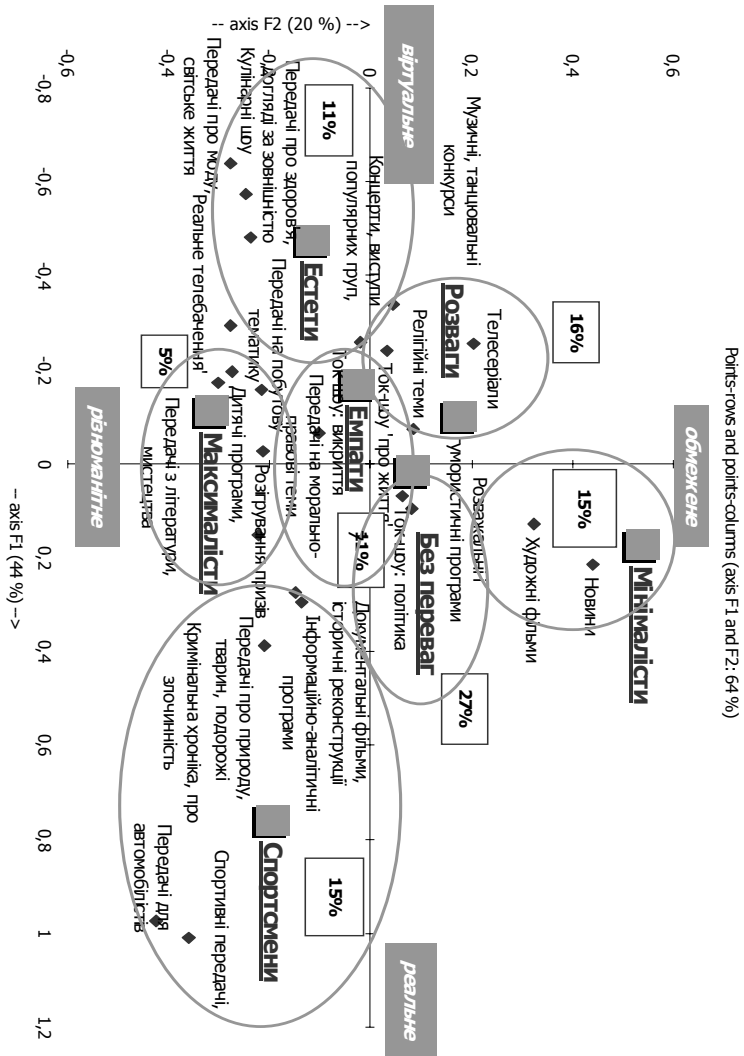 Points-rows and points-columns (axis F1 and F2: 64 %)
-- axis F2 (20 %) -->
0,6
0,4
0,2
0
-0,2
-0,4
-0,6
-0,8
-0,6
-0,4
-0,2
0
0,2
0,4
0,6
0,8
1
1,2
-- axis F1 (44 %) -->
обмежене
різноманітне
віртуальне
реальне
Мінімалісти
15%
Новини
Художні фільми
Розваги
16%
Телесеріали
Музичні, танцювальні
конкурси
Релігійні теми
Концерти, виступи
популярних груп,
Естети
11%
Передачі про здоров'я,
догляді за зовнішністю
Кулінарні шоу
Передачі про моду,
світське життя
'Реальне телебачення'
Передачі на побутову
тематику
Емпати
11%
Ток-шоу 'про життя'
Ток-шоу: викриття
Передачі на морально-
правові теми
Без переваг
27%
Розважальні,
гумористичні програми
Ток-шоу: політика
Максималісти
5%
Дитячі програми,
Розігрування призів
Передачі з літератури,
мистецтва
Спортсмени
15%
Документальні фільми,
історичні реконструкції
Інформаційно-аналітичні
програми
Передачі про природу,
тварин, подорожі
Кримінальна хроніка, про
злочинність
Спортивні передачі,
Передачі для
автомобілістів